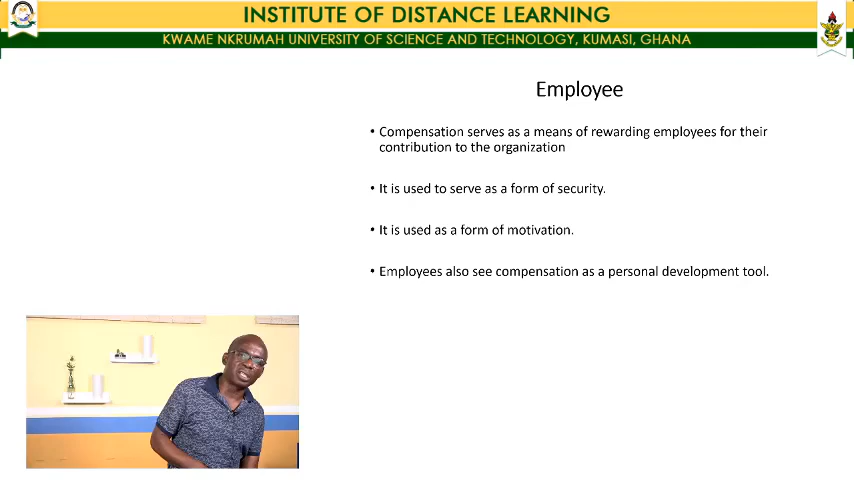 INSTITUTE OF DISTANCE LEARNING
KWAME NKRUMAH UNIVERSITY OF SCIENCE AND TECHNOLOGY, KUMASI, GHANA
Employee
• Compensation serves as a means of rewarding employees for their
contribution to the organization
• It is used to serve as a form of security.
• It is used as a form of motivation.
• Employees also see compensation as a personal development tool.